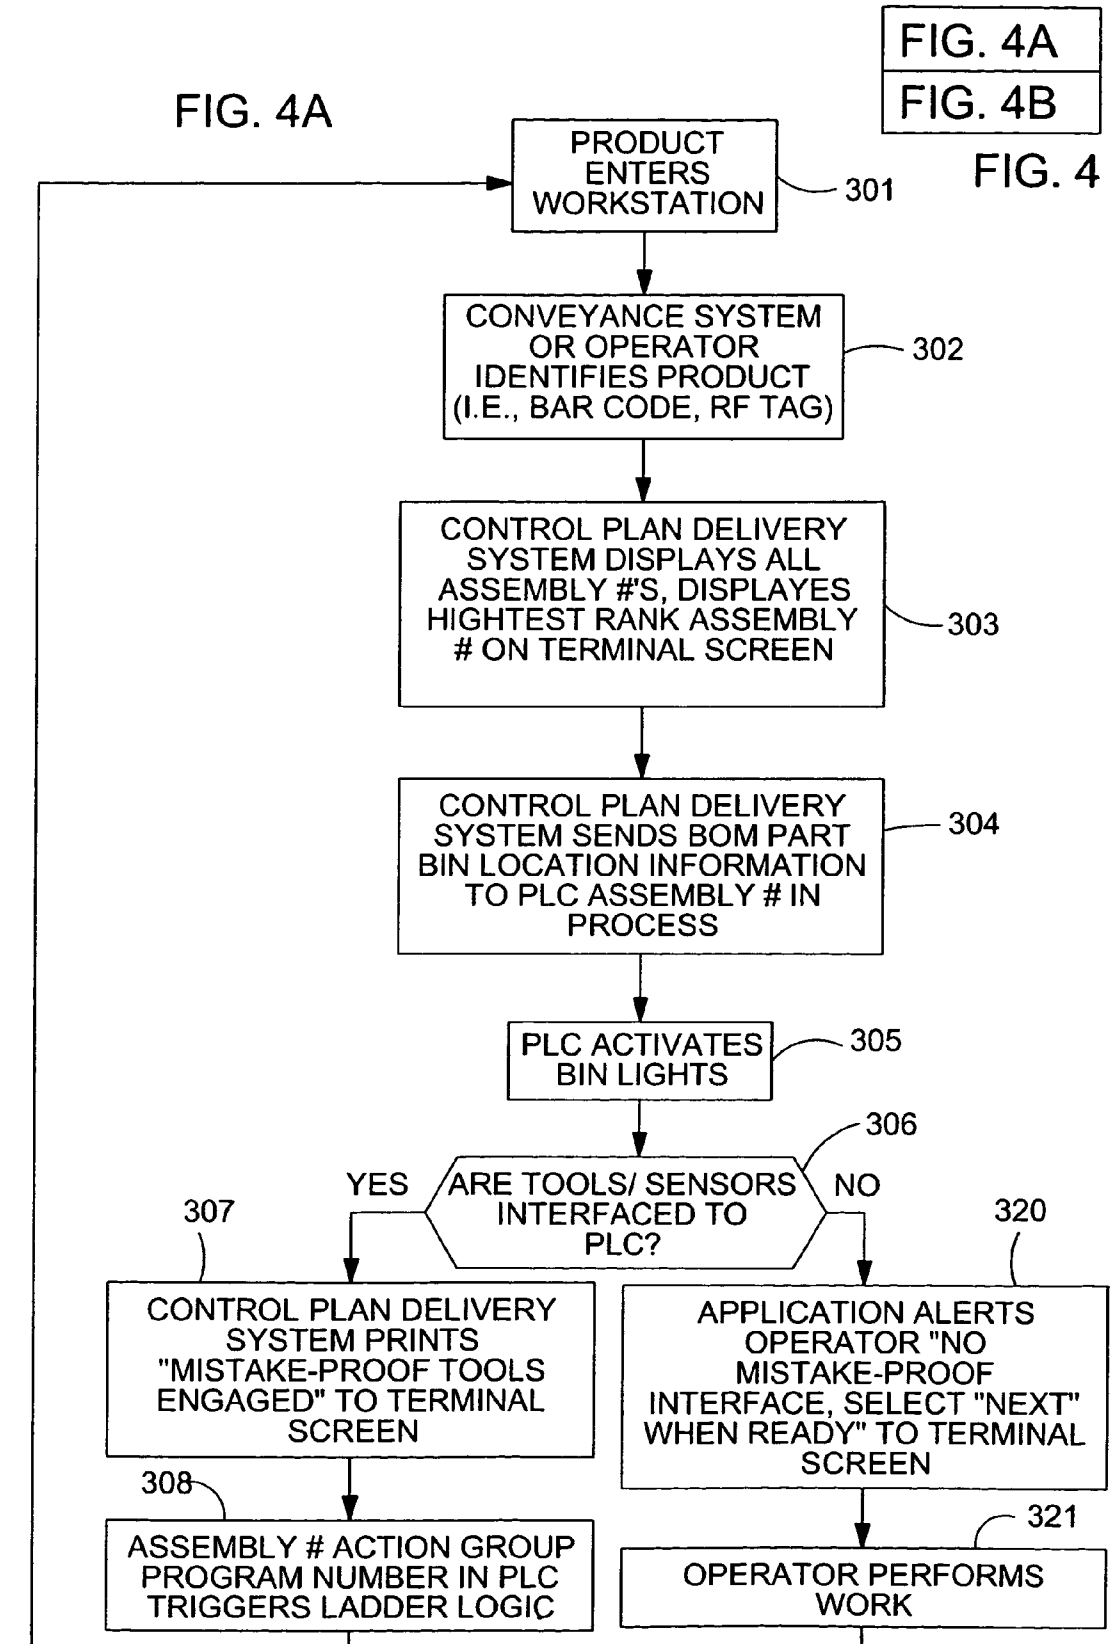 FIG. 4A
FIG. 4B
FIG. 4
FIG. 4A
PRODUCT
ENTERS
WORKSTATION
301
CONVEYANCE SYSTEM
OR OPERATOR
IDENTIFIES PRODUCT
(I.E., BAR CODE, RF TAG)
302
CONTROL PLAN DELIVERY
SYSTEM DISPLAYS ALL
ASSEMBLY #'S, DISPLAYES
HIGHTEST RANK ASSEMBLY
# ON TERMINAL SCREEN
303
CONTROL PLAN DELIVERY
SYSTEM SENDS BOM PART
BIN LOCATION INFORMATION
TO PLC ASSEMBLY # IN
PROCESS
304
PLC ACTIVATES
BIN LIGHTS
305
306
YES
ARE TOOLS/ SENSORS
INTERFACED TO
PLC?
NO
307
CONTROL PLAN DELIVERY
SYSTEM PRINTS
"MISTAKE-PROOF TOOLS
ENGAGED" TO TERMINAL
SCREEN
320
APPLICATION ALERTS
OPERATOR "NO
MISTAKE-PROOF
INTERFACE, SELECT "NEXT"
WHEN READY" TO TERMINAL
SCREEN
308
ASSEMBLY # ACTION GROUP
PROGRAM NUMBER IN PLC
TRIGGERS LADDER LOGIC
321
OPERATOR PERFORMS
WORK